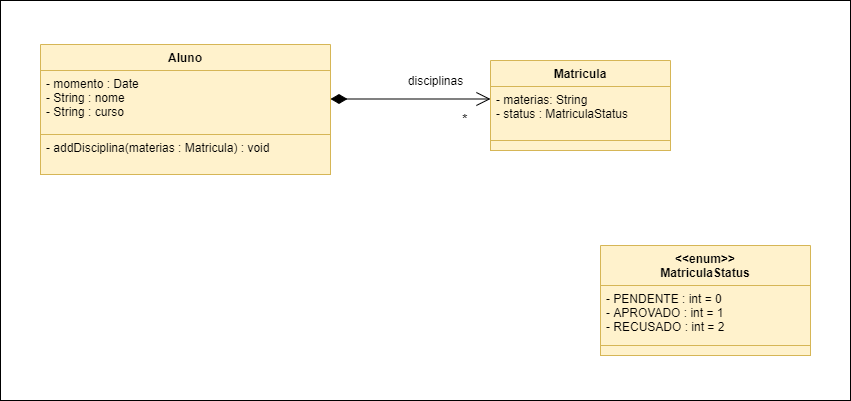 Aluno
- momento : Date
- String : nome
- String : curso
- addDisciplina(materias : Matricula) : void
disciplinas
*
Matricula
- materias: String
- status : MatriculaStatus
<<enum>>
MatriculaStatus
- PENDENTE : int = 0
- APROVADO : int = 1
- RECUSADO : int = 2